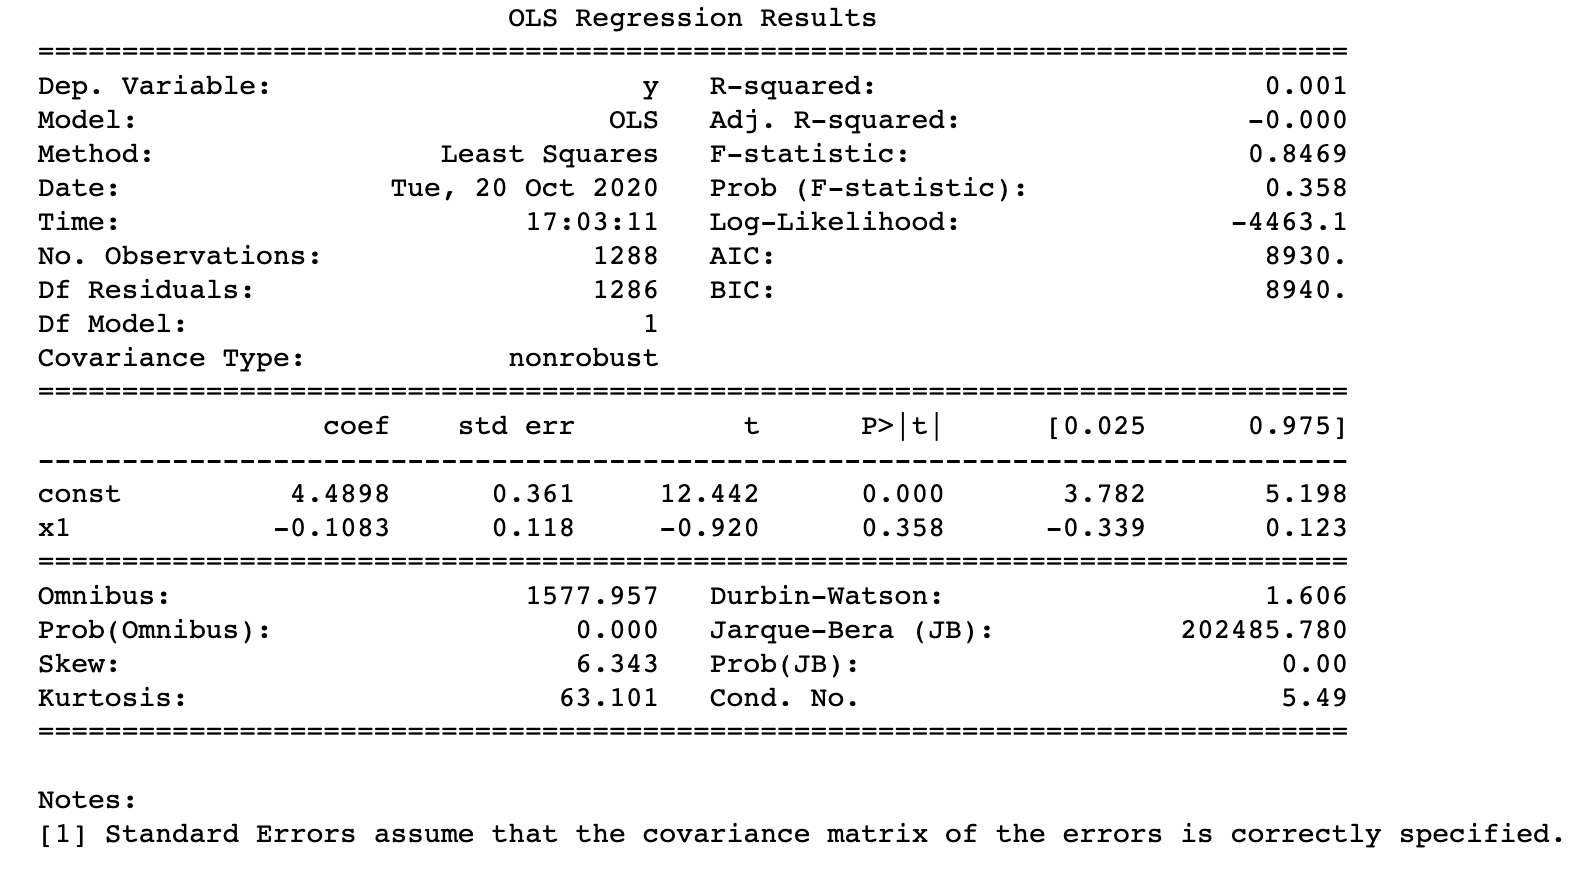 OLS Regression Results
==============================================================================
Dep. Variable:                      y   R-squared:                       0.001
Model:                            OLS   Adj. R-squared:                 -0.000
Method:                 Least Squares   F-statistic:                    0.8469
Date:                Tue, 20 Oct 2020   Prob (F-statistic):              0.358
Time:                        17:03:11   Log-Likelihood:                -4463.1
No. Observations:                1288   AIC:                             8930.
Df Residuals:                    1286   BIC:                             8940.
Df Model:                           1
Covariance Type:            nonrobust
==============================================================================
                 coef    std err          t      P>|t|      [0.025      0.975]
------------------------------------------------------------------------------
const          4.4898      0.361     12.442      0.000       3.782       5.198
x1            -0.1083      0.118     -0.920      0.358      -0.339       0.123
==============================================================================
Omnibus:                     1577.957   Durbin-Watson:                   1.606
Prob(Omnibus):                  0.000   Jarque-Bera (JB):           202485.780
Skew:                           6.343   Prob(JB):                         0.00
Kurtosis:                      63.101   Cond. No.                         5.49
==============================================================================
Notes:
[1] Standard Errors assume that the covariance matrix of the errors is correctly specified.